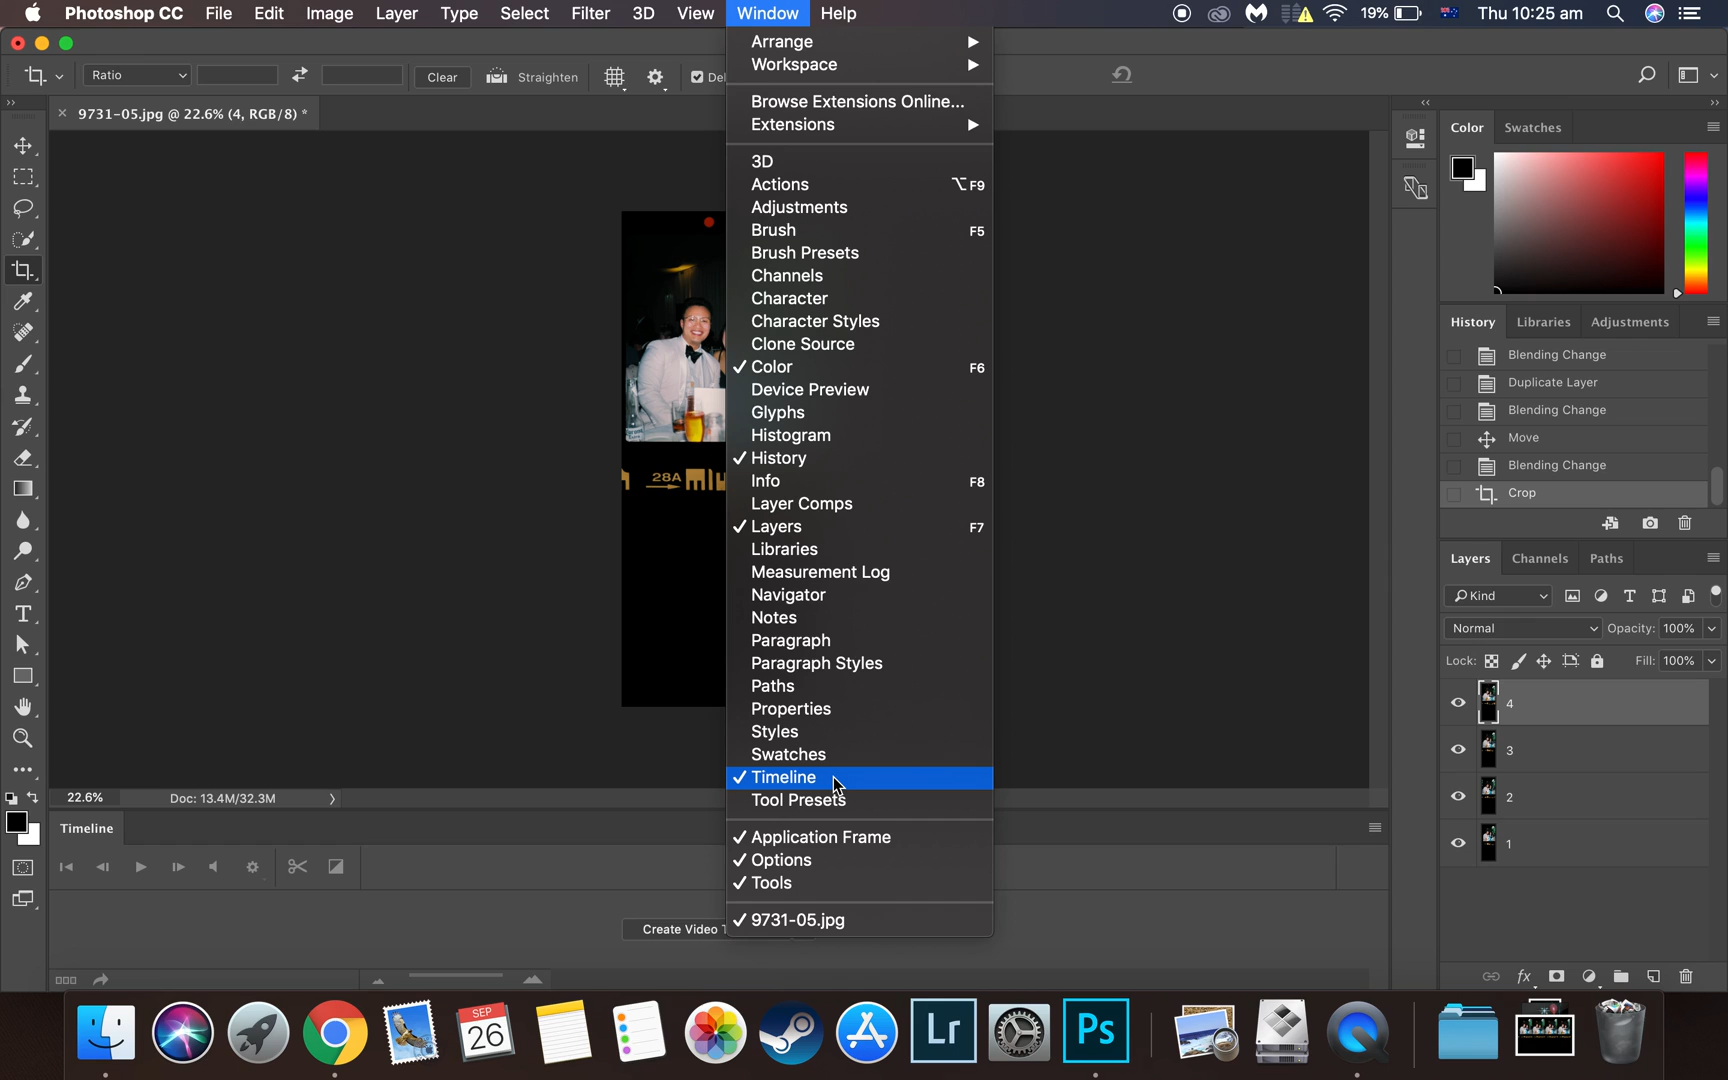 Photoshop CC File Edit Image Layer Type Select Filter 3D View Window Help 19% Thu 10:25 am
Ratio Clear Straighten Del
9731-05.jpg @ 22.6% (4, RGB/8) *
Arrange
Workspace
Browse Extensions Online...
Extensions
3D
Actions ⌥F9
Adjustments
Brush F5
Brush Presets
Channels
Character
Character Styles
Clone Source
✓ Color F6
Device Preview
Glyphs
Histogram
✓ History
Info F8
Layer Comps
✓ Layers F7
Libraries
Measurement Log
Navigator
Notes
Paragraph
Paragraph Styles
Paths
Properties
Styles
Swatches
✓ Timeline
Tool Presets
✓ Application Frame
✓ Options
✓ Tools
✓ 9731-05.jpg
28A
22.6% Doc: 13.4M/32.3M
Timeline
Create Video T
Color Swatches
History Libraries Adjustments
Blending Change
Duplicate Layer
Blending Change
Move
Blending Change
Crop
Layers Channels Paths
Kind
Normal Opacity: 100%
Lock: Fill: 100%
4
3
2
1
SEP
26
Lr
Ps